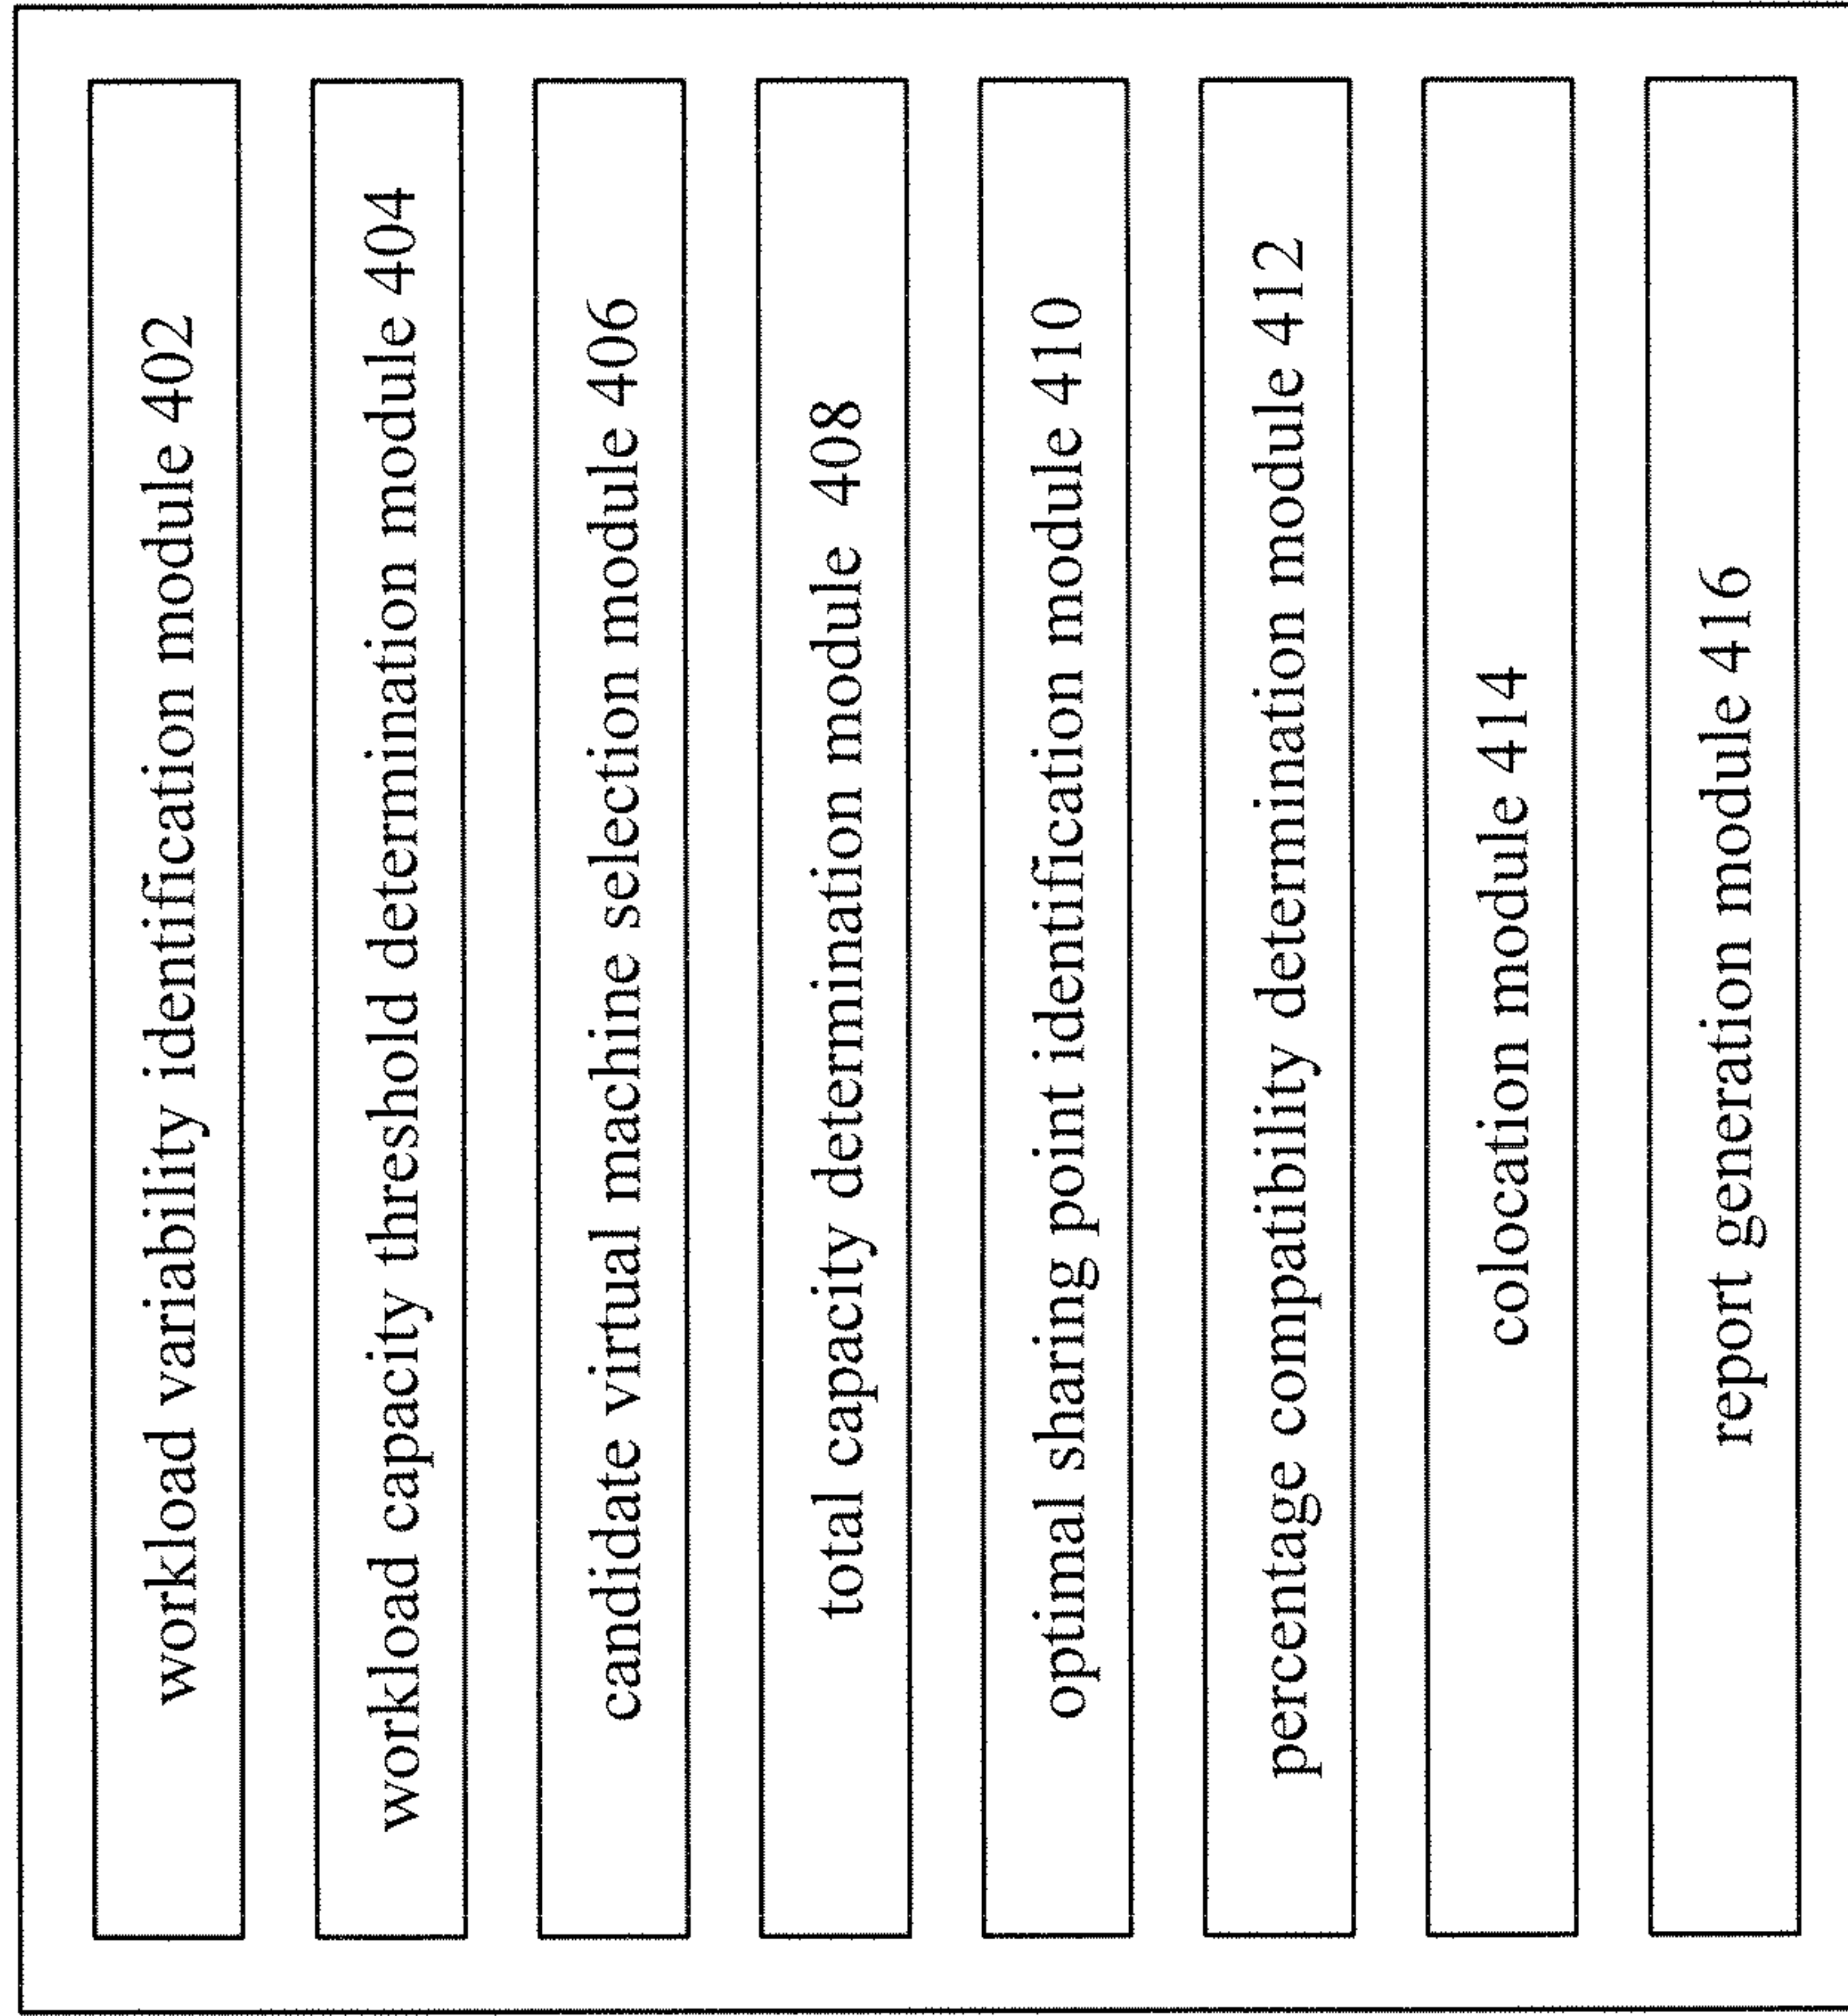 workload variability identification module 402
workload capacity threshold determination module 404
candidate virtual machine selection module 406
total capacity determination module 408
optimal sharing point identification module 410
percentage compatibility determination module 412
colocation module 414
report generation module 416